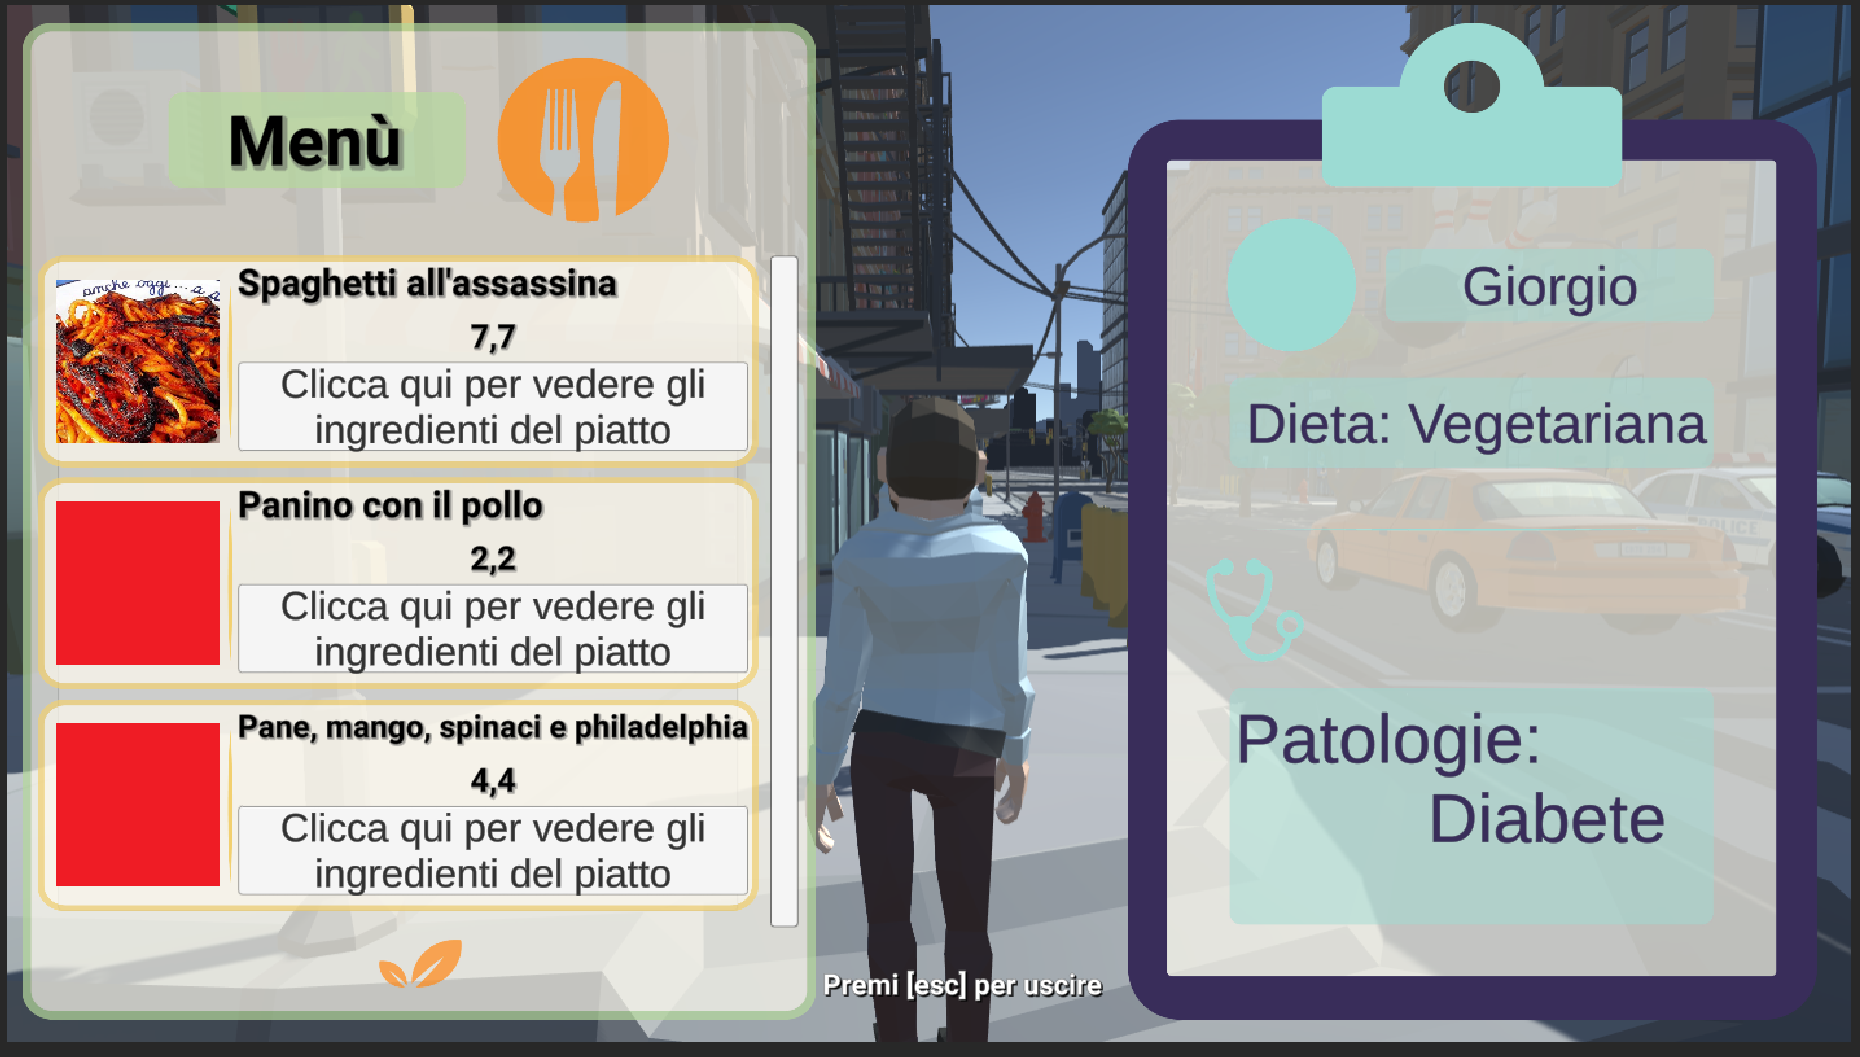 Menù
anche oggi...
Spaghetti all'assassina
7,7
Clicca qui per vedere gli
ingredienti del piatto
Panino con il pollo
2,2
Clicca qui per vedere gli
ingredienti del piatto
Pane, mango, spinaci e philadelphia
4,4
Clicca qui per vedere gli
ingredienti del piatto
Premi [esc] per uscire
Giorgio
Dieta: Vegetariana
POLICE
Patologie:
Diabete